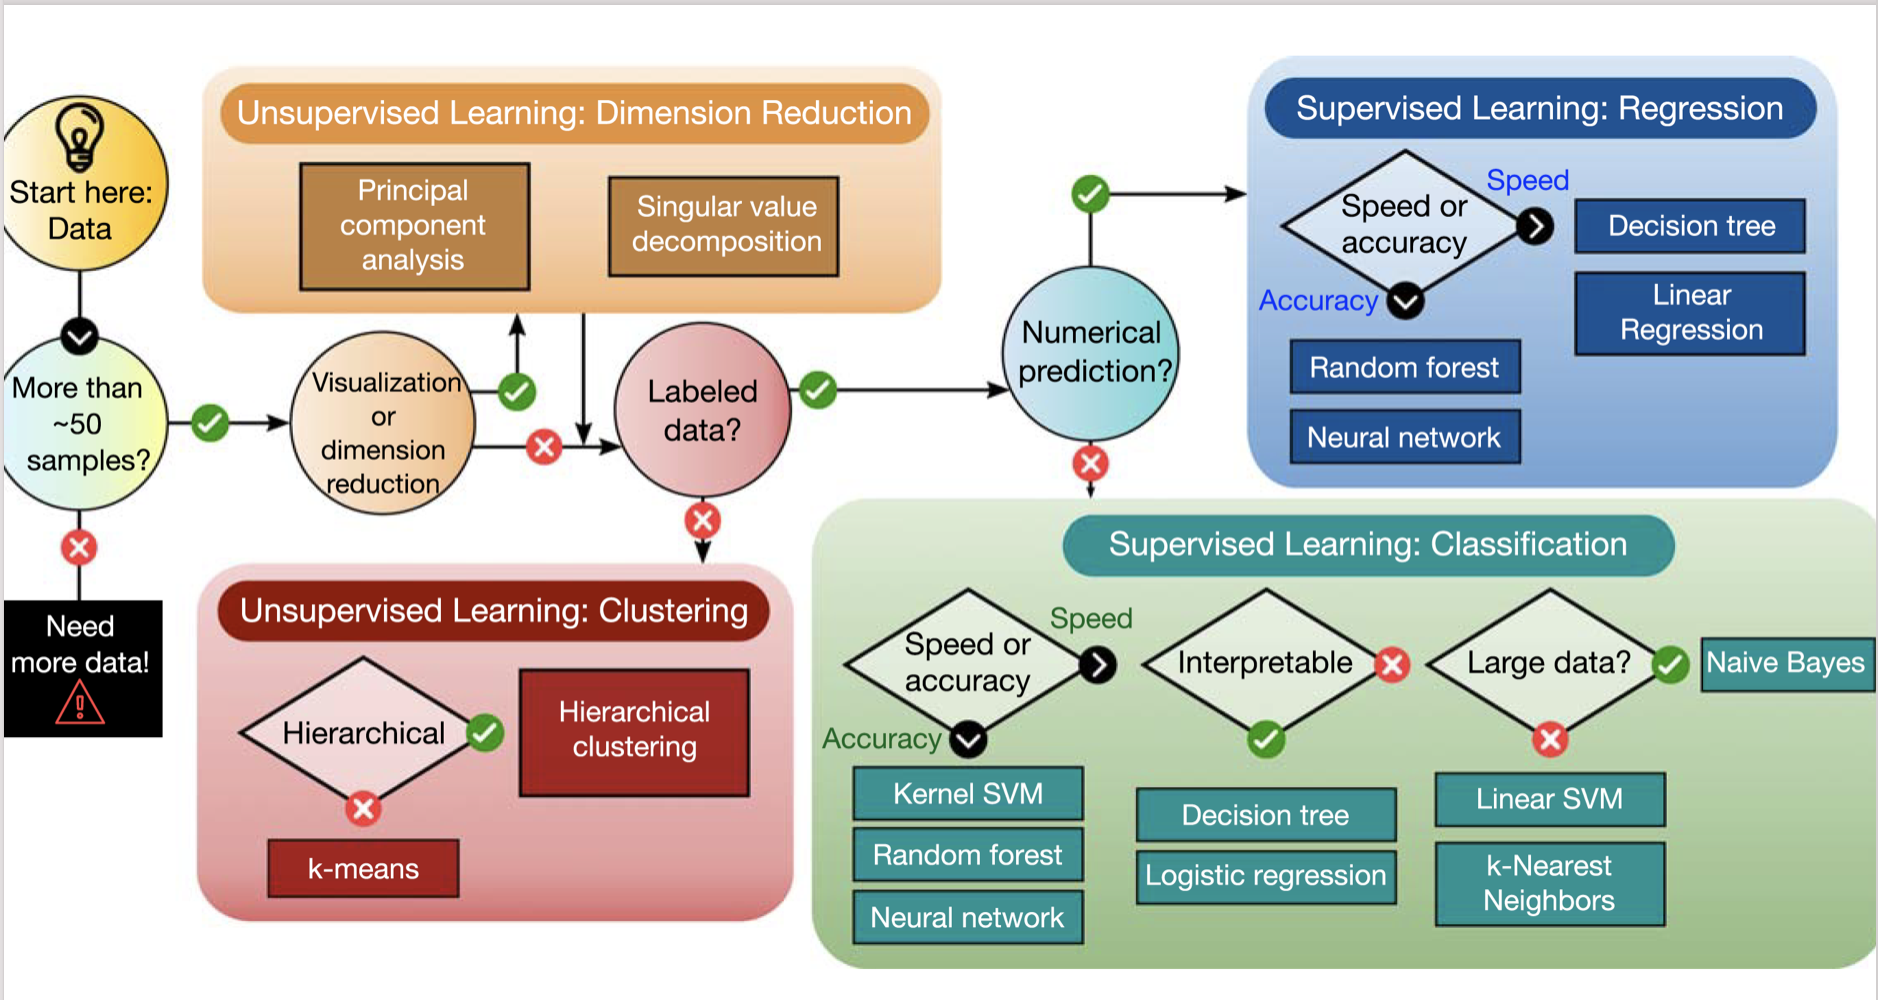 Start here:
Data
More than
~50
samples?
Need
more data!
Unsupervised Learning: Dimension Reduction
Principal
component
analysis
Singular value
decomposition
Visualization
or
dimension
reduction
Labeled
data?
Unsupervised Learning: Clustering
Hierarchical
Hierarchical
clustering
k-means
Numerical
prediction?
Supervised Learning: Regression
Speed or
accuracy
Speed
Decision tree
Linear
Regression
Accuracy
Random forest
Neural network
Supervised Learning: Classification
Speed or
accuracy
Speed
Accuracy
Kernel SVM
Random forest
Neural network
Interpretable
Decision tree
Logistic regression
Large data?
Naive Bayes
Linear SVM
k-Nearest
Neighbors